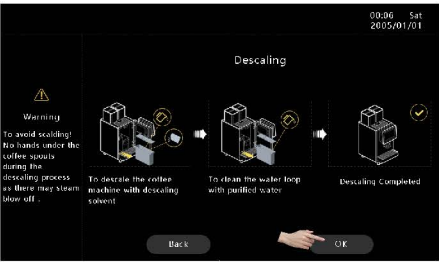 00:06 Sat
2005/01/01
Descaling
Warning
To avoid scalding!
No hands under the
coffee spouts
during the
descaling process
as there may steam
blow off .
To descale the coffee
machine with descaling
solvent
To clean the water loop
with purified water
Descaling Completed
Back
OK